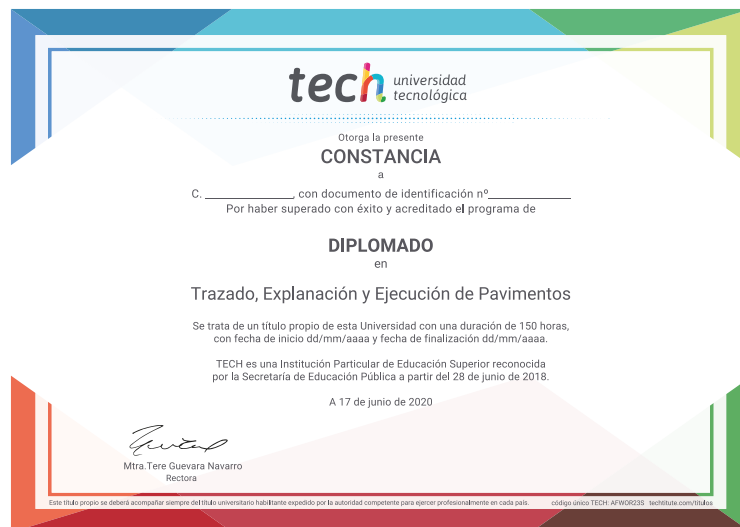 tech universidad
tecnológica
Otorga la presente
CONSTANCIA
a
C. ________________, con documento de identificación nº________________
Por haber superado con éxito y acreditado el programa de
DIPLOMADO
en
Trazado, Explanación y Ejecución de Pavimentos
Se trata de un título propio de esta Universidad con una duración de 150 horas,
con fecha de inicio dd/mm/aaaa y fecha de finalización dd/mm/aaaa.
TECH es una Institución Particular de Educación Superior reconocida
por la Secretaría de Educación Pública a partir del 28 de junio de 2018.
A 17 de junio de 2020
Mtra.Tere Guevara Navarro
Rectora
Este título propio se deberá acompañar siempre del título universitario habilitante expedido por la autoridad competente para ejercer profesionalmente en cada país. código único TECH: AFWOR23S techtitute.com/titulos